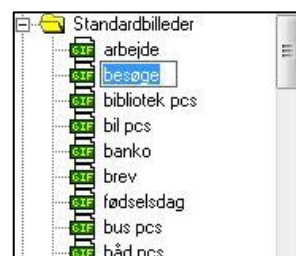 Standardbilleder
GIF arbejde
GIF besøge
GIF bibliotek pcs
GIF bil pcs
GIF banko
GIF brev
GIF fødselsdag
GIF bus pcs
GIF båd pcs